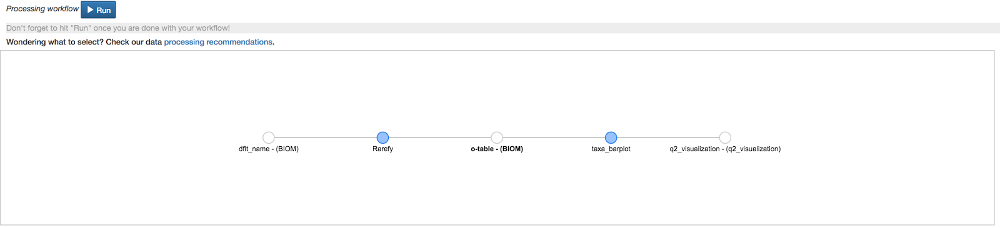 Processing workflow Run
Don't forget to hit "Run" once you are done with your workflow!
Wondering what to select? Check our data processing recommendations.
dflt_name - (BIOM) Rarefy o-table - (BIOM) taxa_barplot q2_visualization - (q2_visualization)